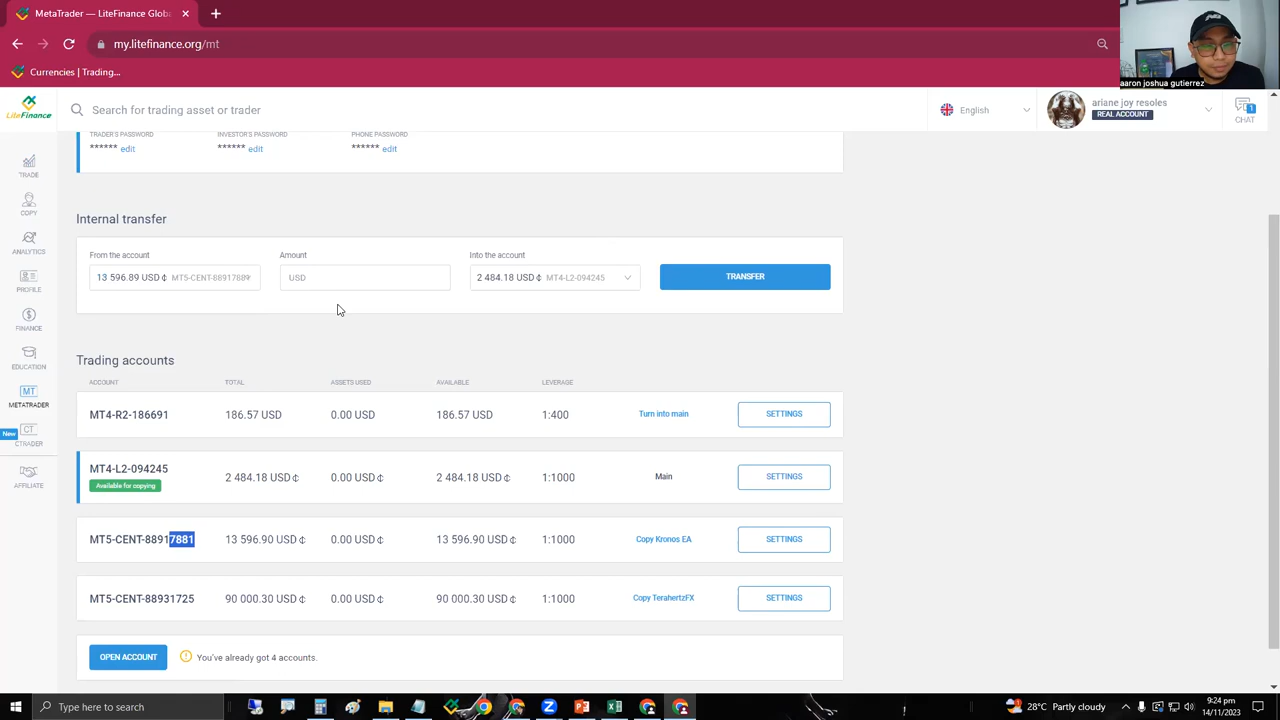 MetaTrader — LiteFinance Globa
my.litefinance.org/mt
Currencies | Trading...
aaron joshua gutierrez
LiteFinance
Search for trading asset or trader
English
ariane joy resoles
REAL ACCOUNT
1
CHAT
TRADE
COPY
ANALYTICS
PROFILE
FINANCE
EDUCATION
MT
METATRADER
New
CT
CTRADER
AFFILIATE
TRADER'S PASSWORD INVESTOR'S PASSWORD PHONE PASSWORD
****** edit ****** edit ****** edit
Internal transfer
From the account Amount Into the account
13 596.89 USD ¢ MT5-CENT-88917881 USD 2 484.18 USD ¢ MT4-L2-094245 TRANSFER
Trading accounts
ACCOUNT TOTAL ASSETS USED AVAILABLE LEVERAGE
MT4-R2-186691 186.57 USD 0.00 USD 186.57 USD 1:400 Turn into main SETTINGS
MT4-L2-094245 2 484.18 USD ¢ 0.00 USD ¢ 2 484.18 USD ¢ 1:1000 Main SETTINGS
Available for copying
MT5-CENT-88917881 13 596.90 USD ¢ 0.00 USD ¢ 13 596.90 USD ¢ 1:1000 Copy Kronos EA SETTINGS
MT5-CENT-88931725 90 000.30 USD ¢ 0.00 USD ¢ 90 000.30 USD ¢ 1:1000 Copy TerahertzFX SETTINGS
OPEN ACCOUNT You've already got 4 accounts.
Type here to search
28°C Partly cloudy
9:24 pm
14/11/2023